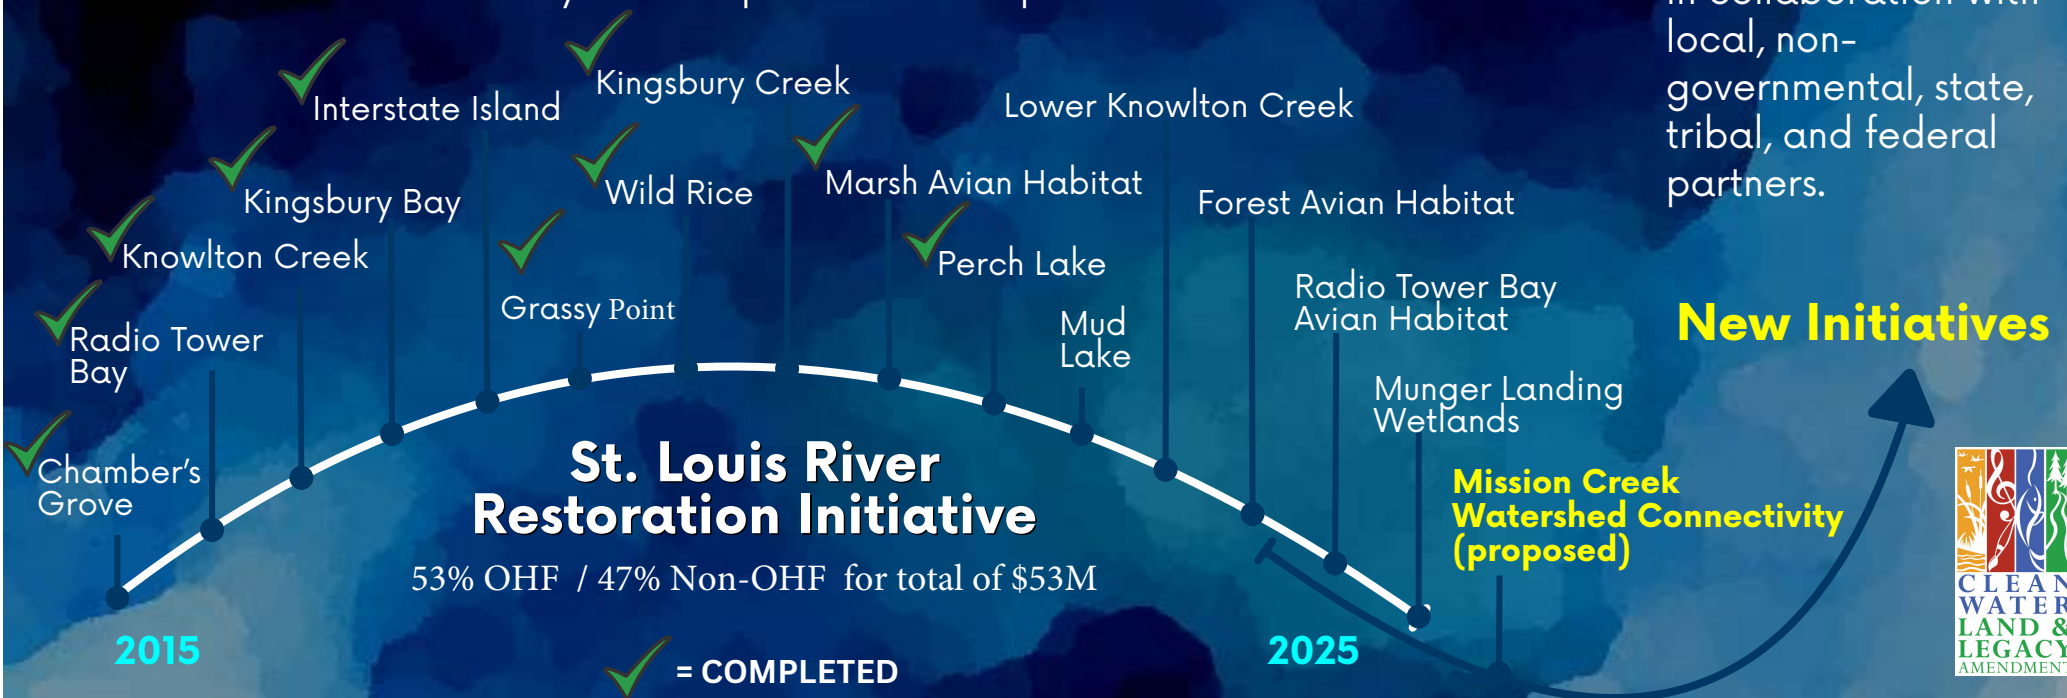 in collaboration with
local, non-
governmental, state,
tribal, and federal
partners.
Kingsbury Creek
Interstate Island
Lower Knowlton Creek
Wild Rice
Marsh Avian Habitat
Kingsbury Bay
Forest Avian Habitat
Knowlton Creek
Perch Lake
Grassy Point
Radio Tower Bay
Avian Habitat
Mud
Lake
Radio Tower
Bay
New Initiatives
Munger Landing
Wetlands
Chamber's
Grove
St. Louis River
Restoration Initiative
53% OHF / 47% Non-OHF for total of $53M
Mission Creek
Watershed Connectivity
(proposed)
2015
2025
= COMPLETED
CLEAN
WATER
LAND &
LEGACY
AMENDMENT